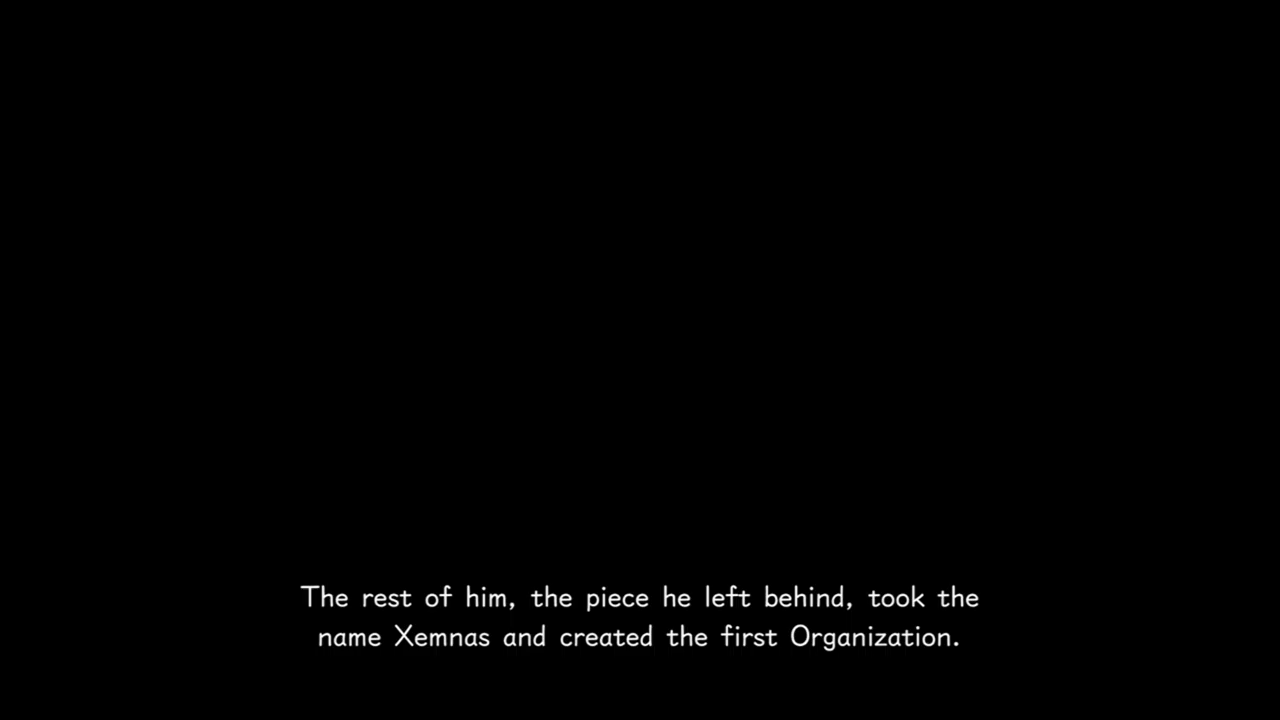 The rest of him, the piece he left behind, took the
name Xemnas and created the first Organization.